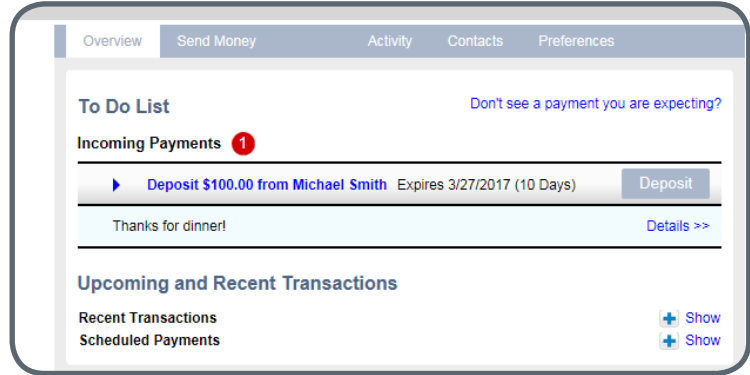 Overview Send Money Activity Contacts Preferences
To Do List Don't see a payment you are expecting?
Incoming Payments 1
Deposit $100.00 from Michael Smith Expires 3/27/2017 (10 Days) Deposit
Thanks for dinner! Details >>
Upcoming and Recent Transactions
Recent Transactions Show
Scheduled Payments Show